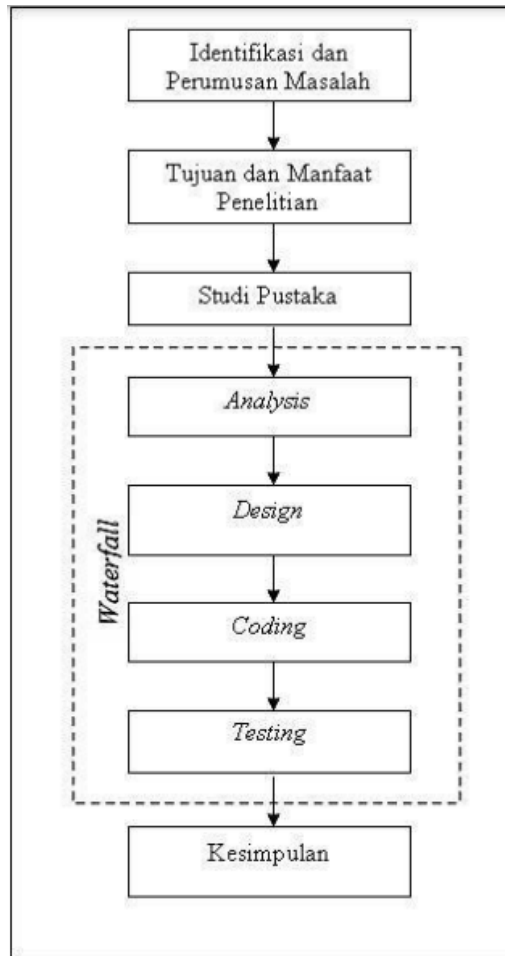 Identifikasi dan
Perumusan Masalah
Tujuan dan Manfaat
Penelitian
Studi Pustaka
Waterfall
Analysis
Design
Coding
Testing
Kesimpulan